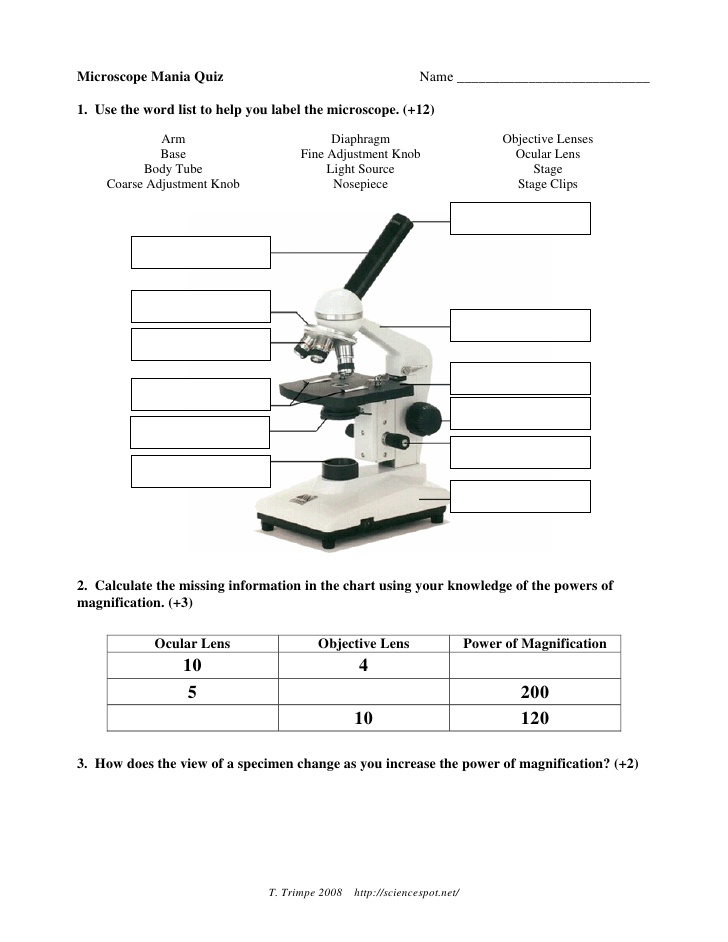 Microscope Mania Quiz Name ___________________________
1. Use the word list to help you label the microscope. (+12)
Arm Diaphragm Objective Lenses
Base Fine Adjustment Knob Ocular Lens
Body Tube Light Source Stage
Coarse Adjustment Knob Nosepiece Stage Clips
2. Calculate the missing information in the chart using your knowledge of the powers of
magnification. (+3)
Ocular Lens Objective Lens Power of Magnification
10 4
5 200
10 120
3. How does the view of a specimen change as you increase the power of magnification? (+2)
T. Trimpe 2008 http://sciencespot.net/